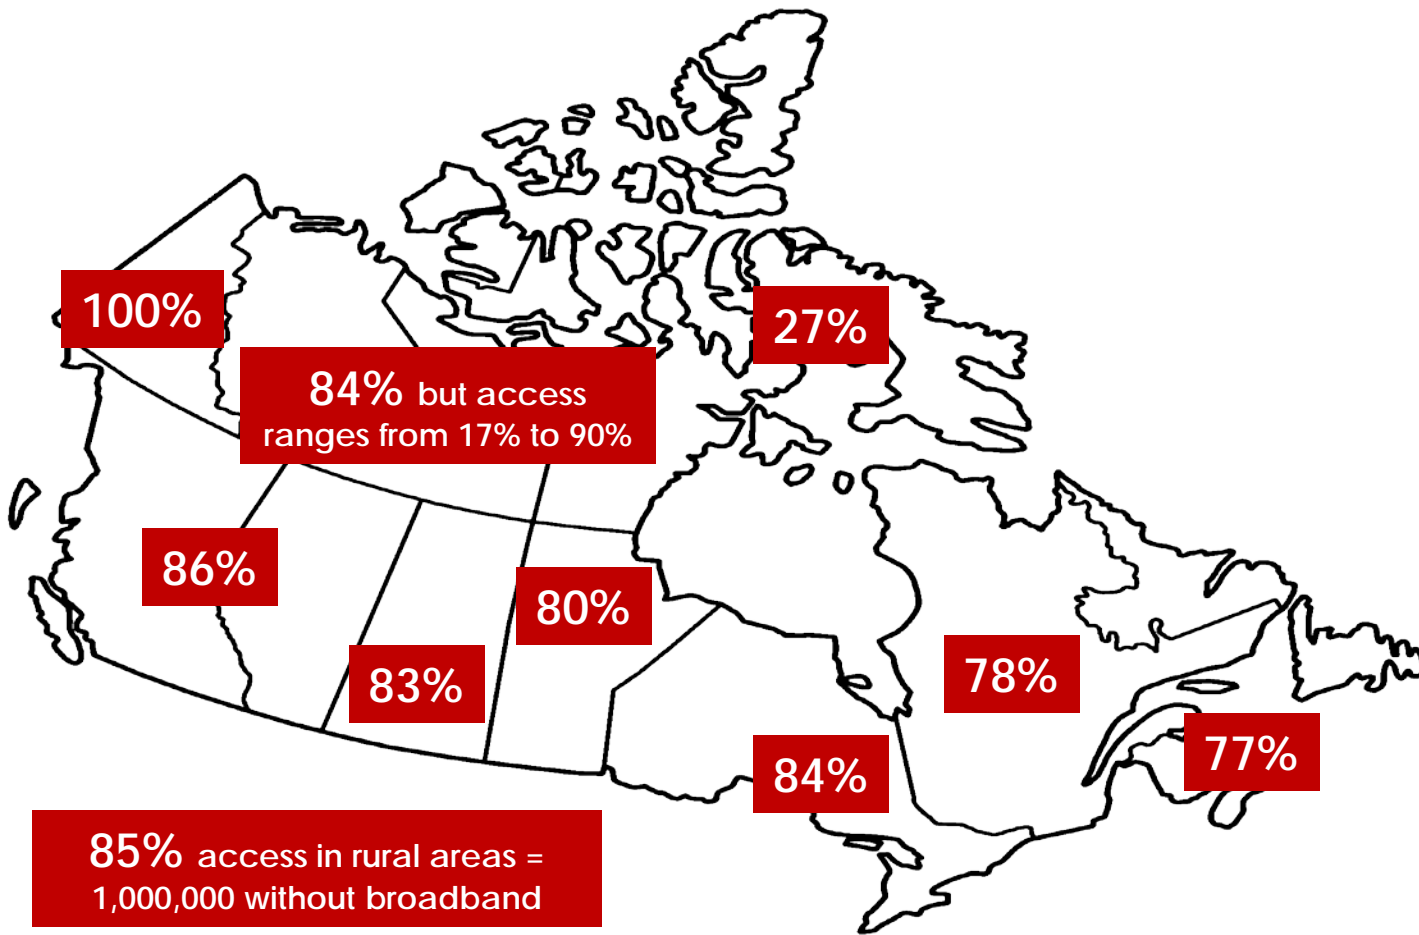 100%
27%
84% but access
ranges from 17% to 90%
86%
80%
83%
78%
77%
84%
85% access in rural areas =
1,000,000 without broadband